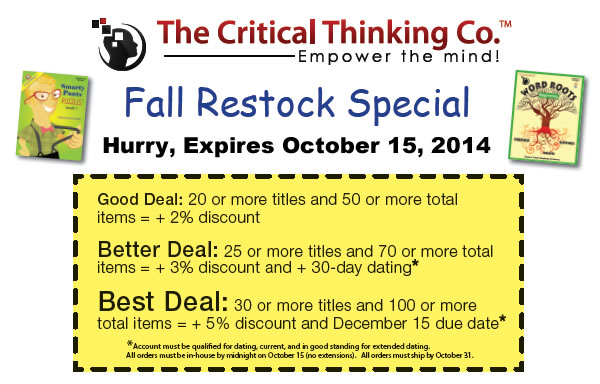 The Critical Thinking Co.™
Empower the mind!
Smarty
Pants
PUZZLES
Level 1
WORD ROOTS
Fall Restock Special
Hurry, Expires October 15, 2014
Good Deal: 20 or more titles and 50 or more total
items = + 2% discount
Better Deal: 25 or more titles and 70 or more total
items = + 3% discount and + 30-day dating*
Best Deal: 30 or more titles and 100 or more
total items = + 5% discount and December 15 due date*
*Account must be qualified for dating, current, and in good standing for extended dating.
All orders must be in-house by midnight on October 15 (no extensions). All orders must ship by October 31.